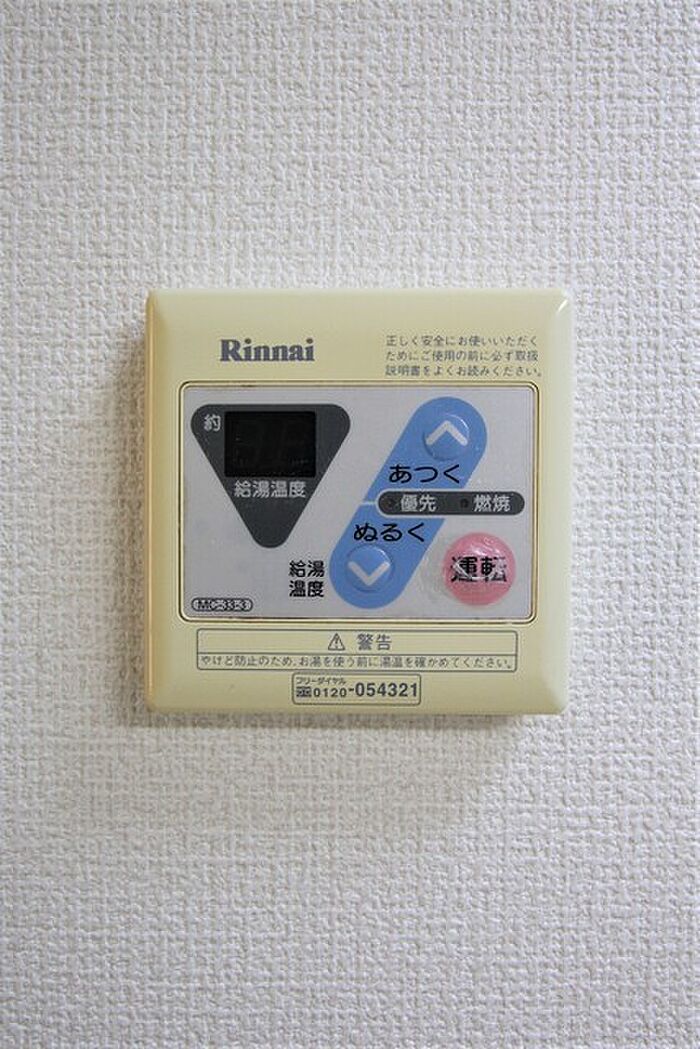 Rinnai
正しく安全にお使いいただく
ためにご使用の前に必ず取扱
説明書をよくお読みください。
約
給湯温度
あつく
優先 燃焼
ぬるく
給湯
温度
運転
MC-33-3
⚠ 警告
やけど防止のため、お湯を使う前に湯温を確かめてください。
フリーダイヤル
0120-054321